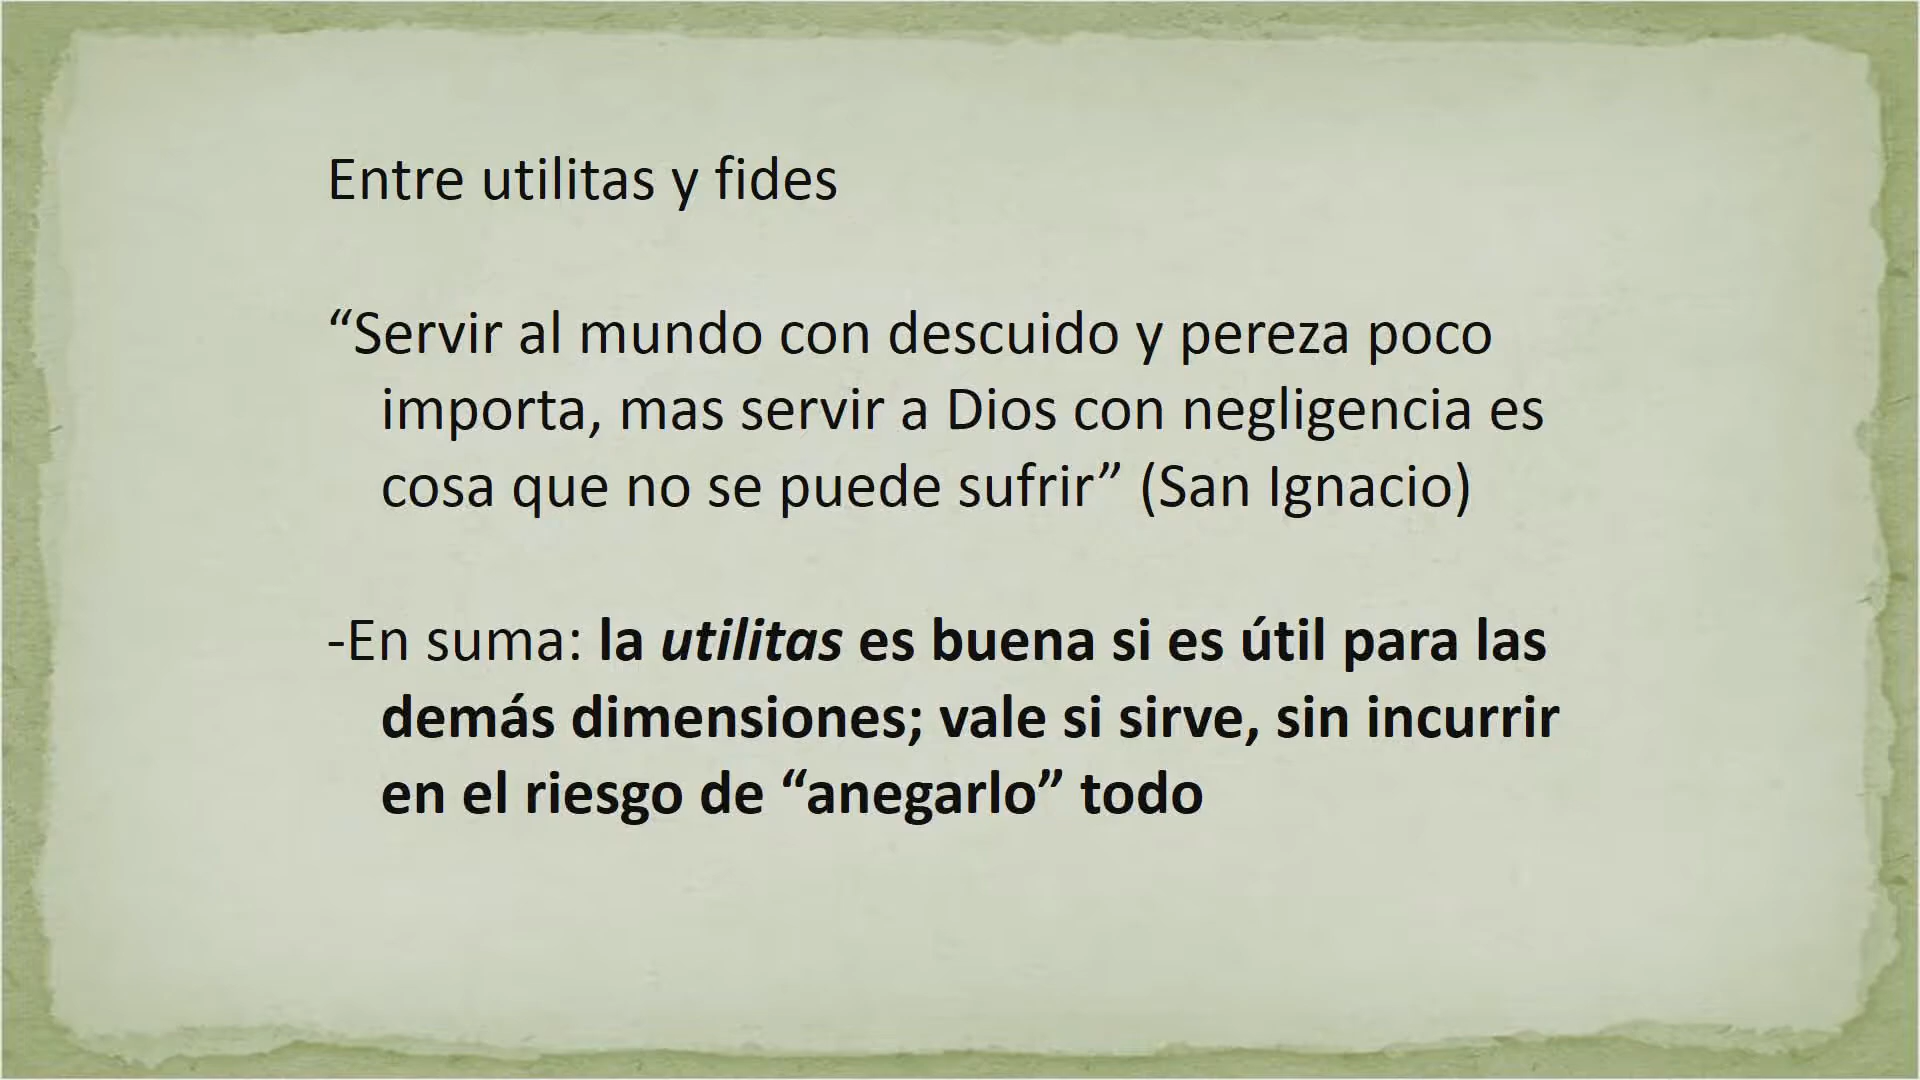 Entre utilitas y fides
“Servir al mundo con descuido y pereza poco
importa, mas servir a Dios con negligencia es
cosa que no se puede sufrir” (San Ignacio)
-En suma: la utilitas es buena si es útil para las
demás dimensiones; vale si sirve, sin incurrir
en el riesgo de “anegarlo” todo